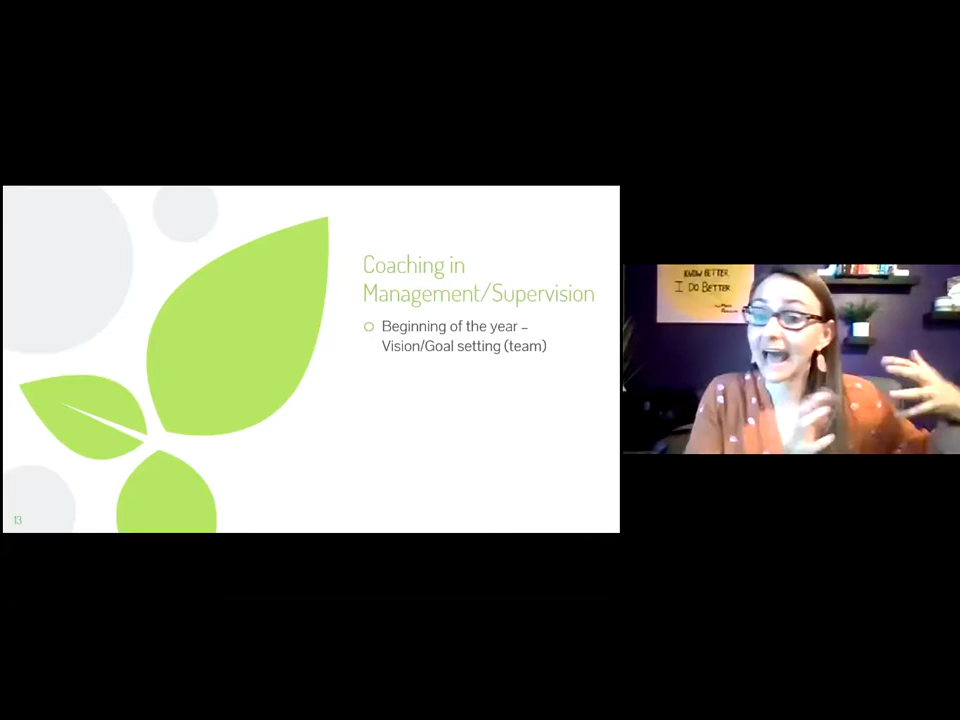 Coaching in
Management/Supervision
Beginning of the year –
Vision/Goal setting (team)
13
KNOW BETTER
I DO BETTER